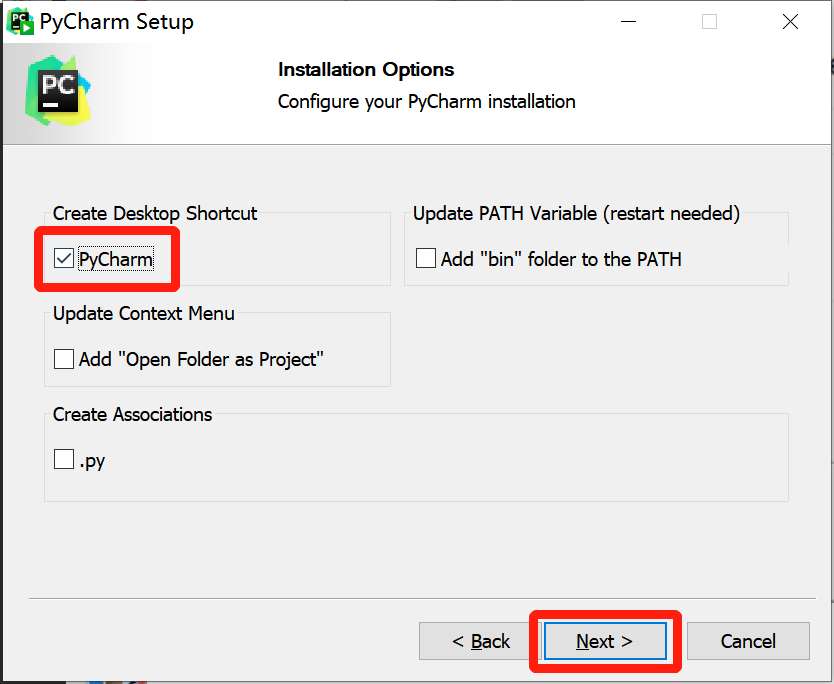 PyCharm Setup
PC
Installation Options
Configure your PyCharm installation
Create Desktop Shortcut
PyCharm
Update PATH Variable (restart needed)
Add "bin" folder to the PATH
Update Context Menu
Add "Open Folder as Project"
Create Associations
.py
< Back
Next >
Cancel